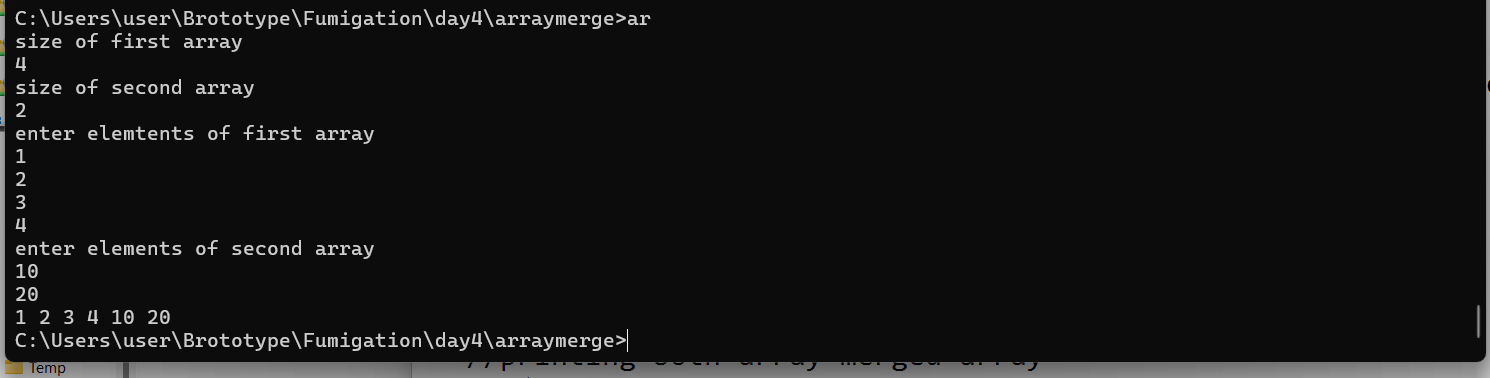 C:\Users\user\Brototype\Fumigation\day4\arraymerge>ar
size of first array
4
size of second array
2
enter elemtents of first array
1
2
3
4
enter elements of second array
10
20
1 2 3 4 10 20
C:\Users\user\Brototype\Fumigation\day4\arraymerge>
//printing both array merged array
Temp